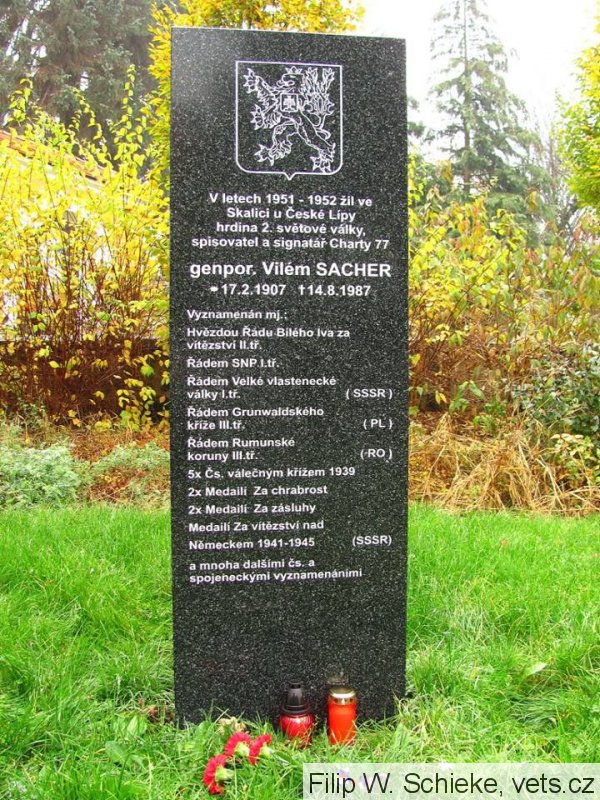 V letech 1951 - 1952 žil ve
Skalici u České Lípy
hrdina 2. světové války,
spisovatel a signatář Charty 77
genpor. Vilém SACHER
*17.2.1907 †14.8.1987
Vyznamenán mj.:
Hvězdou Řádu Bílého lva za
vítězství II.tř.
Řádem SNP I.tř.
Řádem Velké vlastenecké
války I.tř. ( SSSR )
Řádem Grunwaldského
kříže III.tř. ( PL )
Řádem Rumunské
koruny III.tř. ( RO )
5x Čs. válečným křížem 1939
2x Medailí Za chrabrost
2x Medailí Za zásluhy
Medailí Za vítězství nad
Německem 1941-1945 (SSSR)
a mnoha dalšími čs. a
spojeneckými vyznamenáními
Filip W. Schieke, vets.cz